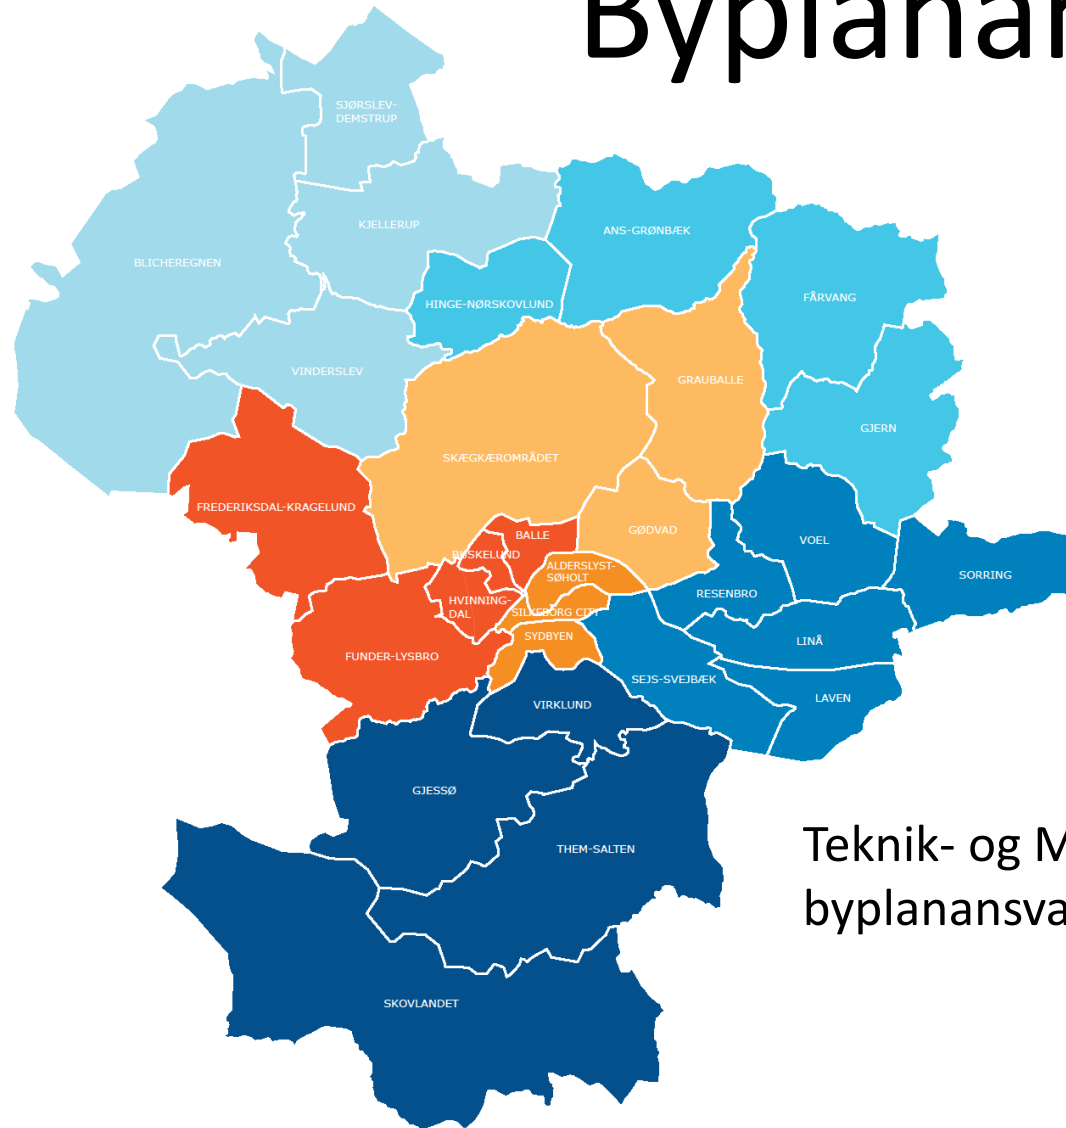 Byplanan
SJØRSLEV-
DEMSTRUP
KJELLERUP
ANS-GRØNBÆK
BLICHEREGNEN
HINGE-NØRSKOVLUND
FÅRVANG
VINDERSLEV
GRAUBALLE
GJERN
SKÆGKÆROMRÅDET
FREDERIKSDAL-KRAGELUND
GØDVAD
BALLE
VOEL
BUSKELUND
ALDERSLYST-
SØHOLT
SORRING
RESENBRO
HVINNING-
DAL
SILKEBORG CITY
SYDBYEN
LINÅ
FUNDER-LYSBRO
SEJS-SVEJBÆK
LAVEN
VIRKLUND
GJESSØ
THEM-SALTEN
Teknik- og M
byplanansva
SKOVLANDET